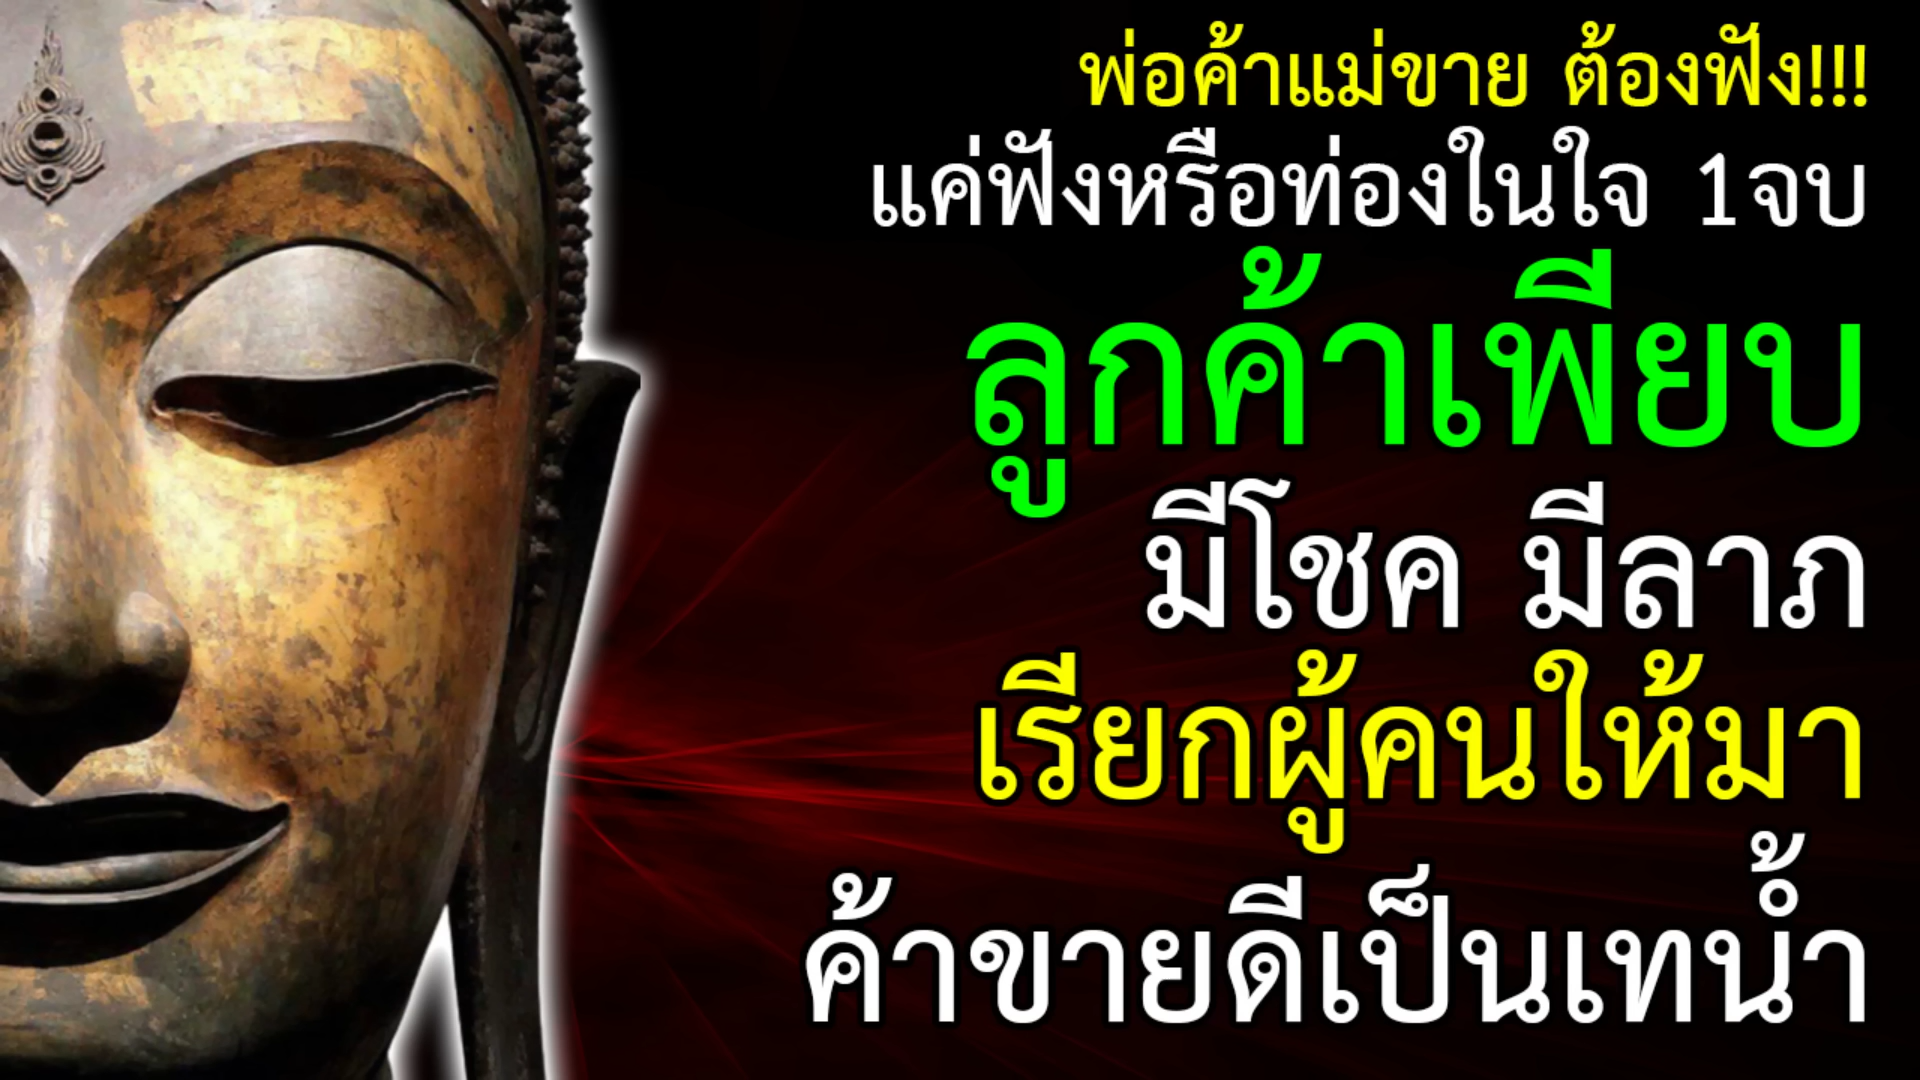 พ่อค้าแม่ขาย ต้องฟัง!!!
แค่ฟังหรือท่องในใจ 1จบ
ลูกค้าเพียบ
มีโชค มีลาภ
เรียกผู้คนให้มา
ค้าขายดีเป็นเทน้ำ